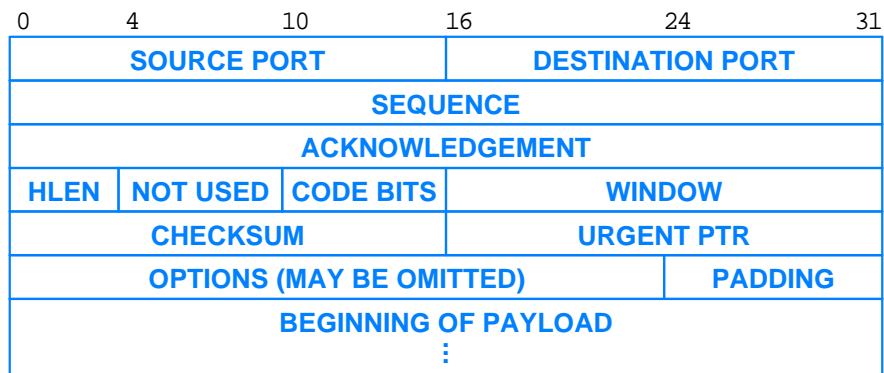 0 4 10 16 24 31
SOURCE PORT DESTINATION PORT
SEQUENCE
ACKNOWLEDGEMENT
HLEN NOT USED CODE BITS WINDOW
CHECKSUM URGENT PTR
OPTIONS (MAY BE OMITTED) PADDING
BEGINNING OF PAYLOAD
⋮